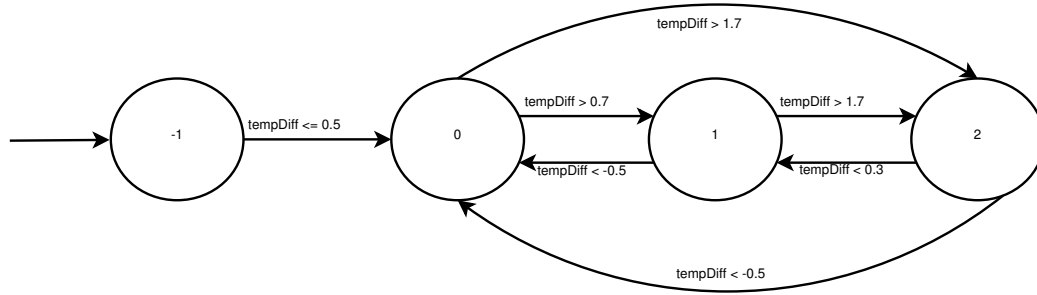 tempDiff > 1.7
tempDiff > 0.7
tempDiff > 1.7
-1
tempDiff <= 0.5
0
1
2
tempDiff < -0.5
tempDiff < 0.3
tempDiff < -0.5